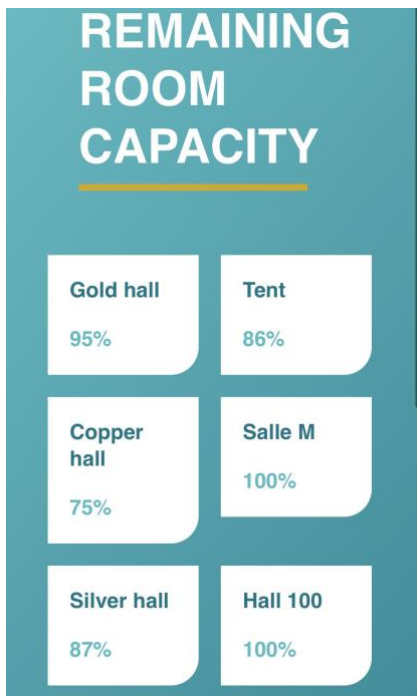 REMAINING
ROOM
CAPACITY
Gold hall
95%
Tent
86%
Copper
hall
75%
Salle M
100%
Silver hall
87%
Hall 100
100%